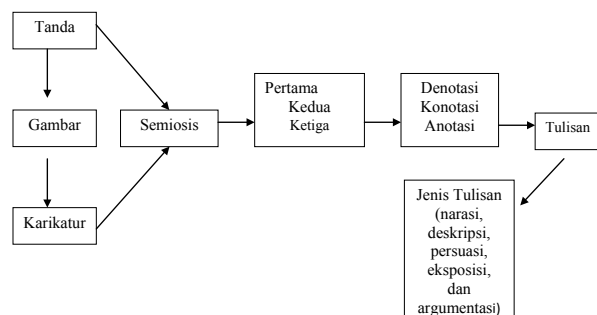 Tanda
Gambar
Karikatur
Semiosis
Pertama
Kedua
Ketiga
Denotasi
Konotasi
Anotasi
Tulisan
Jenis Tulisan
(narasi,
deskripsi,
persuasi,
eksposisi,
dan
argumentasi)